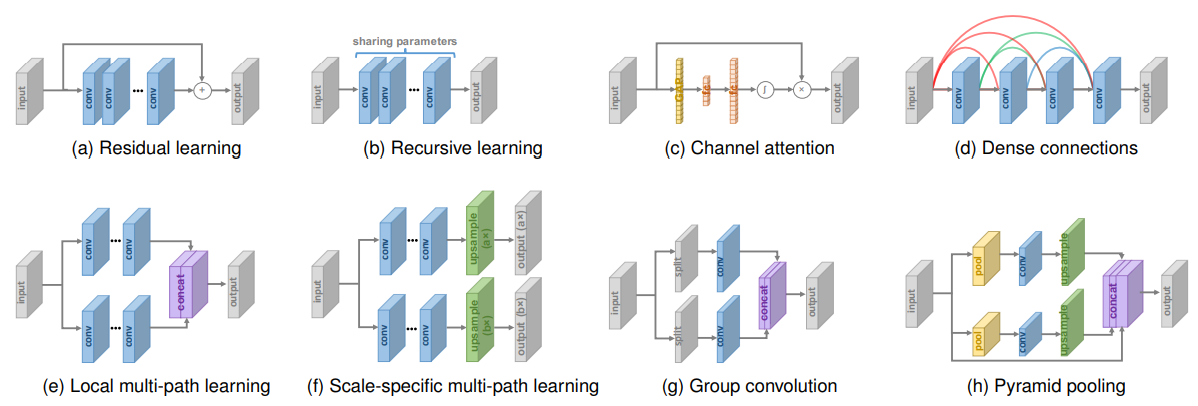 input
conv
conv
...
conv
+
output
(a) Residual learning
sharing parameters
input
conv
conv
...
conv
output
(b) Recursive learning
input
GAP
fc
fc
∫
×
output
(c) Channel attention
input
conv
conv
conv
conv
output
(d) Dense connections
input
conv
...
conv
conv
...
conv
concat
output
(e) Local multi-path learning
input
conv
...
conv
upsample
(a×)
output (a×)
conv
...
conv
upsample
(b×)
output (b×)
(f) Scale-specific multi-path learning
input
split
conv
split
conv
concat
output
(g) Group convolution
input
pool
conv
upsample
pool
conv
upsample
concat
output
(h) Pyramid pooling